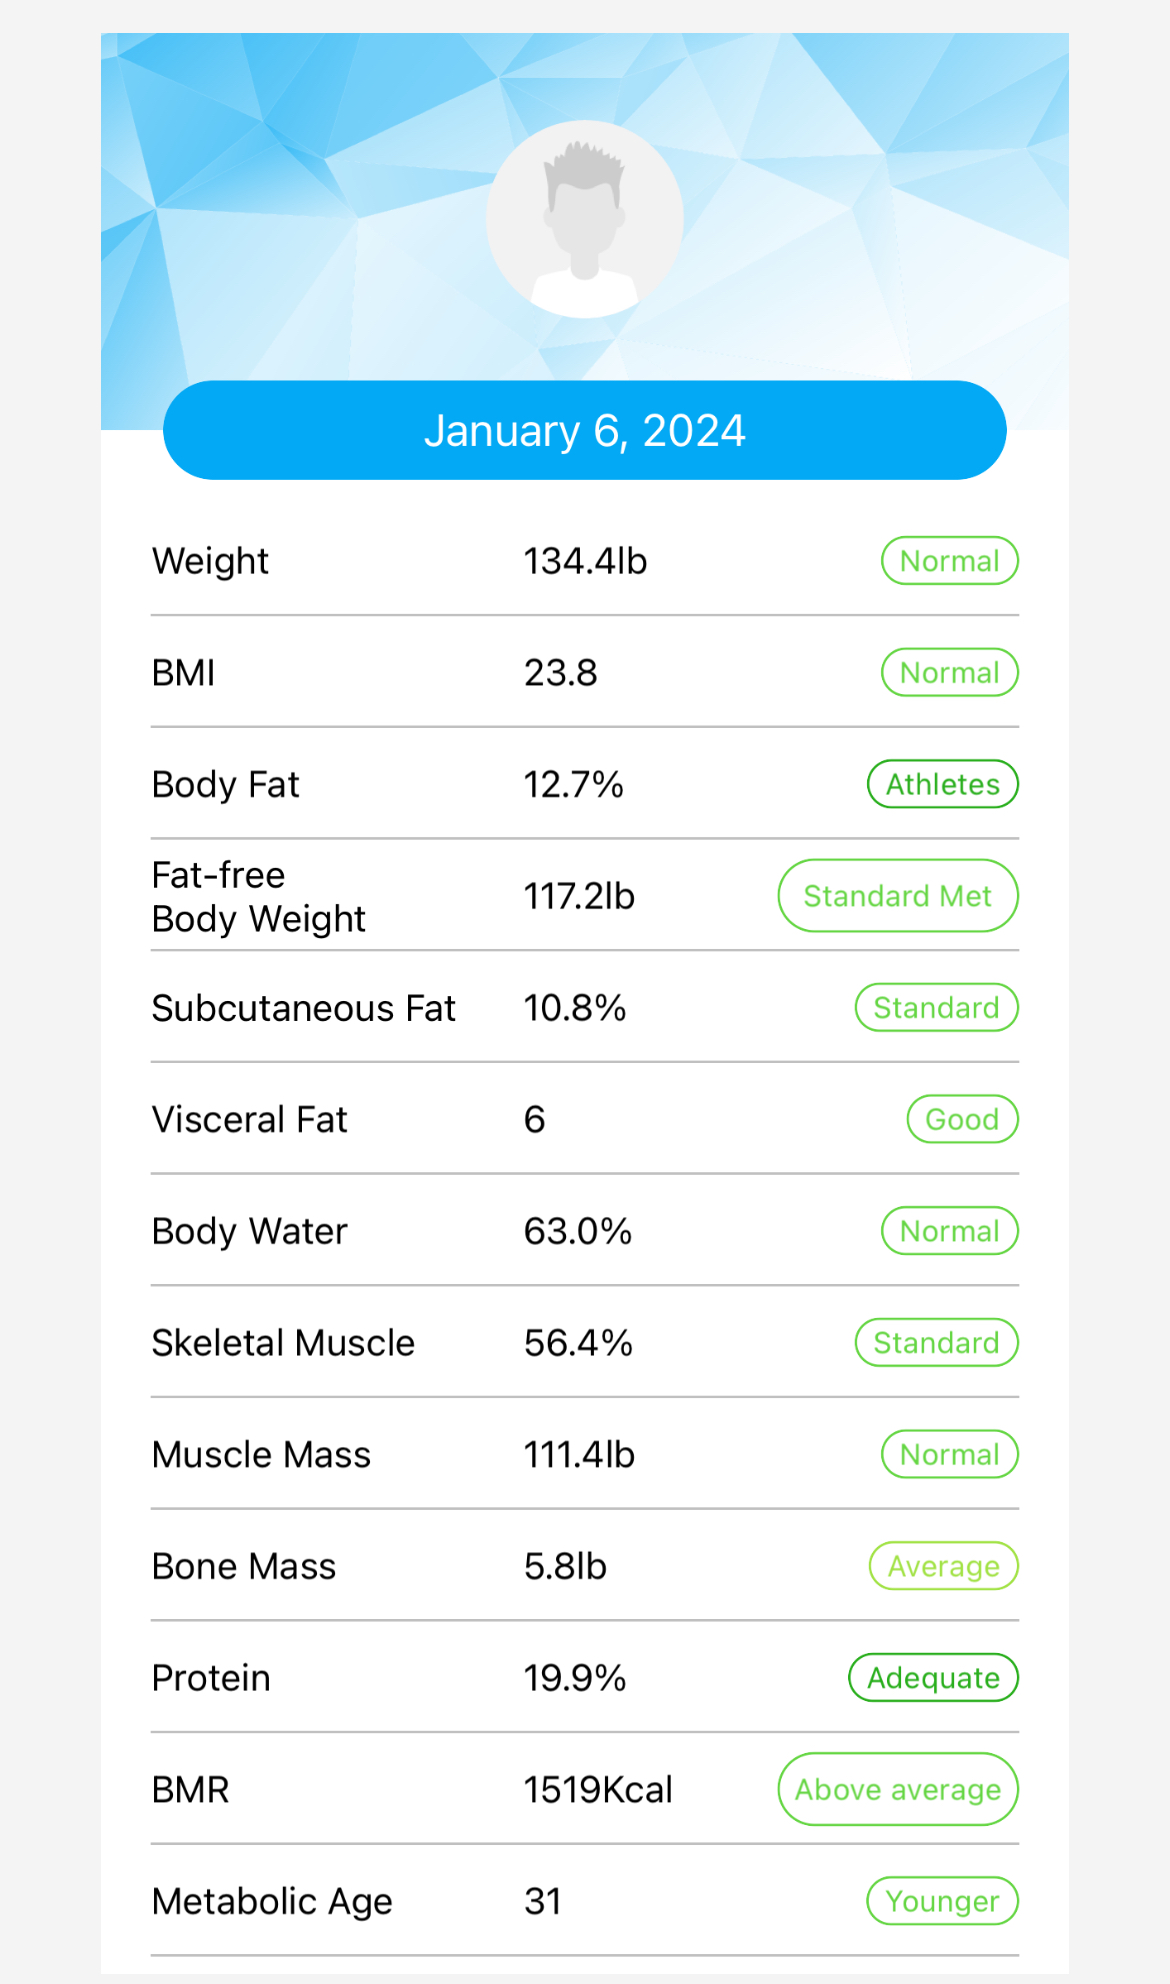 January 6, 2024
Weight 134.4lb Normal
BMI 23.8 Normal
Body Fat 12.7% Athletes
Fat-free
Body Weight 117.2lb Standard Met
Subcutaneous Fat 10.8% Standard
Visceral Fat 6 Good
Body Water 63.0% Normal
Skeletal Muscle 56.4% Standard
Muscle Mass 111.4lb Normal
Bone Mass 5.8lb Average
Protein 19.9% Adequate
BMR 1519Kcal Above average
Metabolic Age 31 Younger